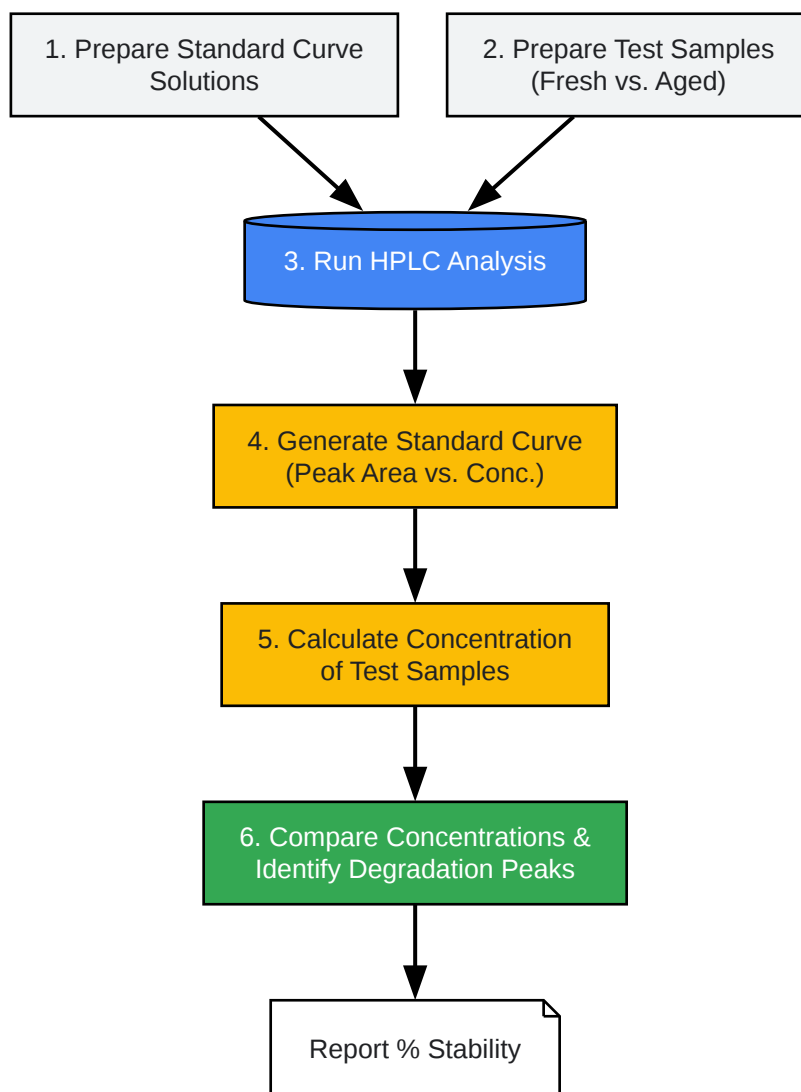 1. Prepare Standard Curve
Solutions
2. Prepare Test Samples
(Fresh vs. Aged)
3. Run HPLC Analysis
4. Generate Standard Curve
(Peak Area vs. Conc.)
5. Calculate Concentration
of Test Samples
6. Compare Concentrations &
Identify Degradation Peaks
Report % Stability